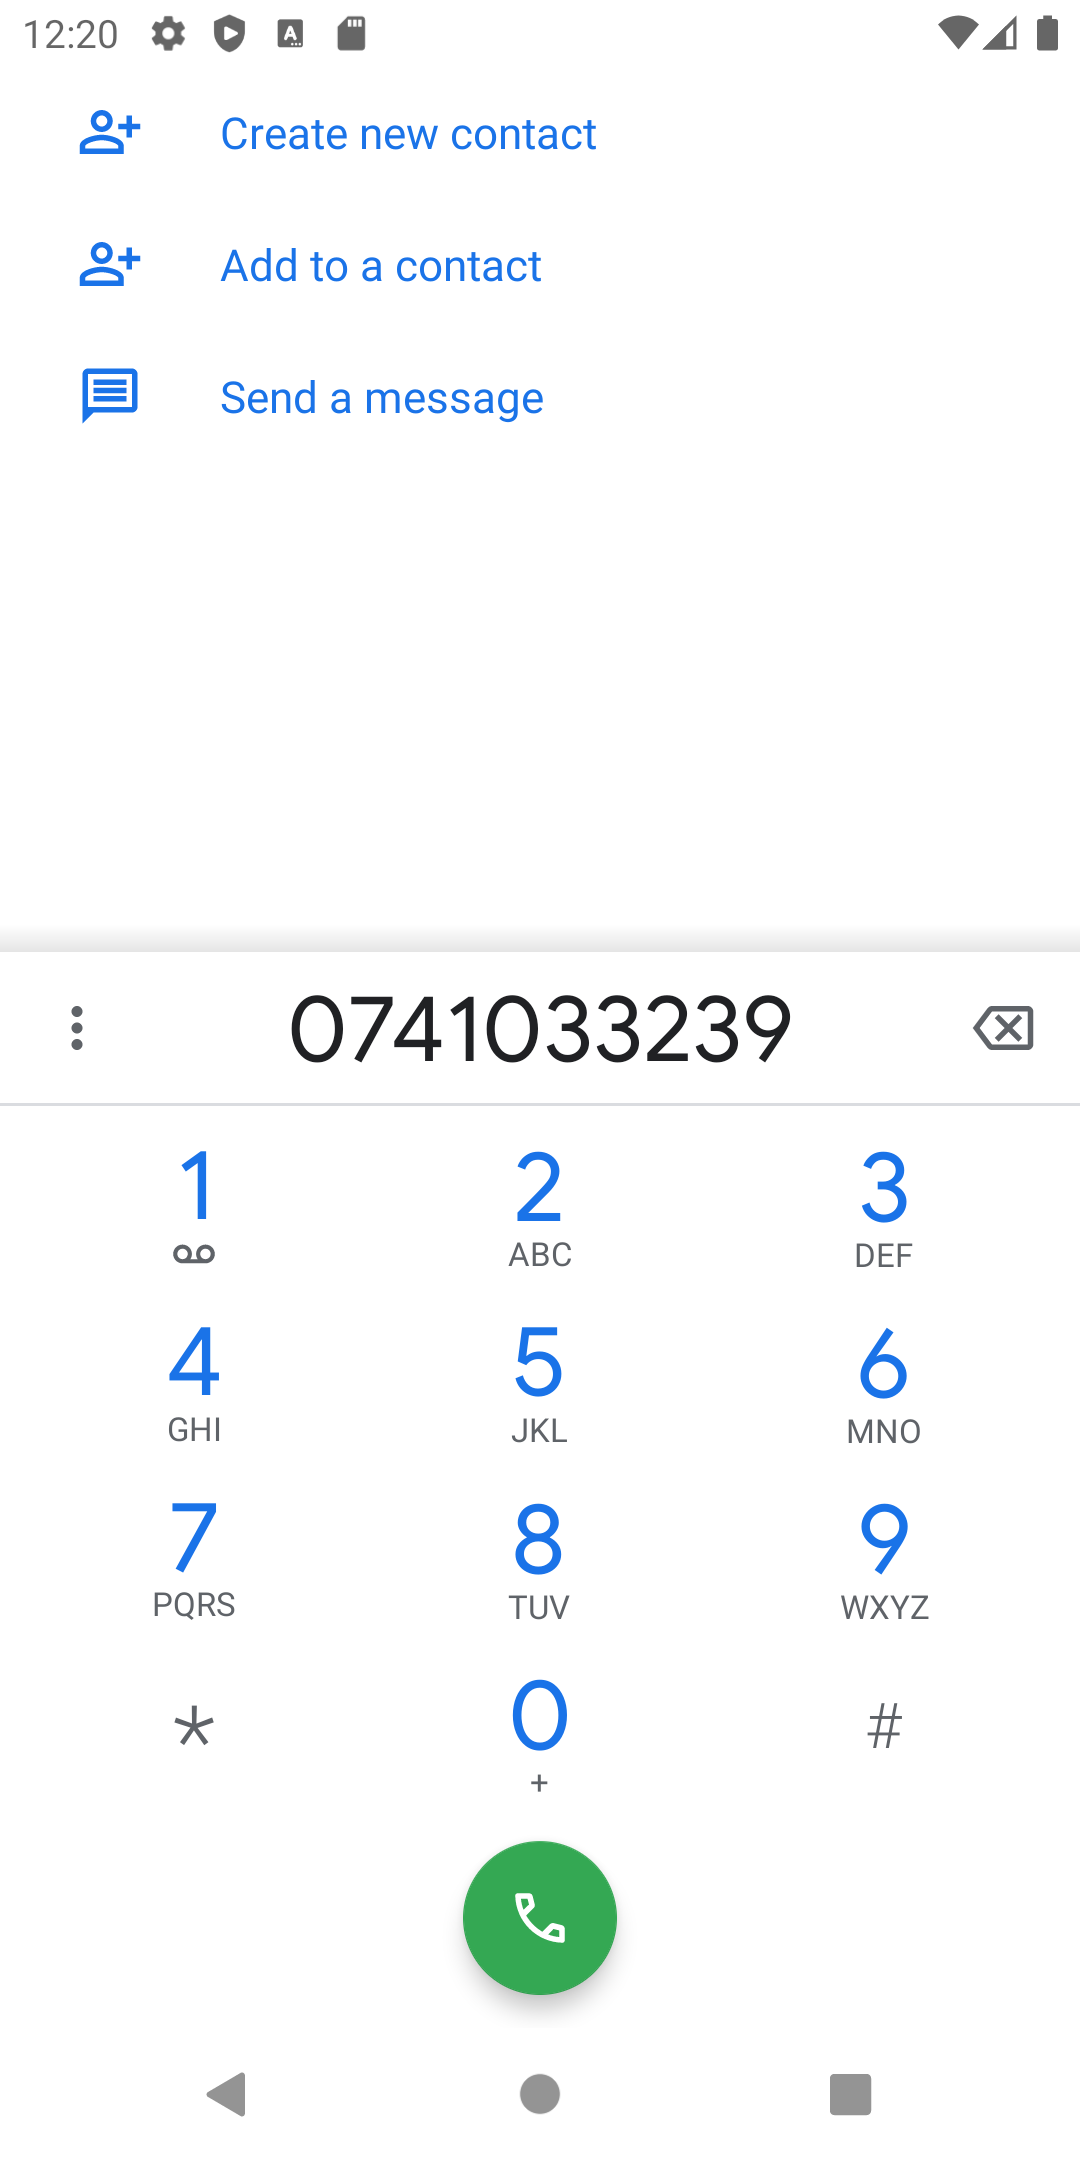 12:20
Create new contact
Add to a contact
Send a message
0741033239
1 2 3
ABC DEF
4 5 6
GHI JKL MNO
7 8 9
PQRS TUV WXYZ
* 0 #
+